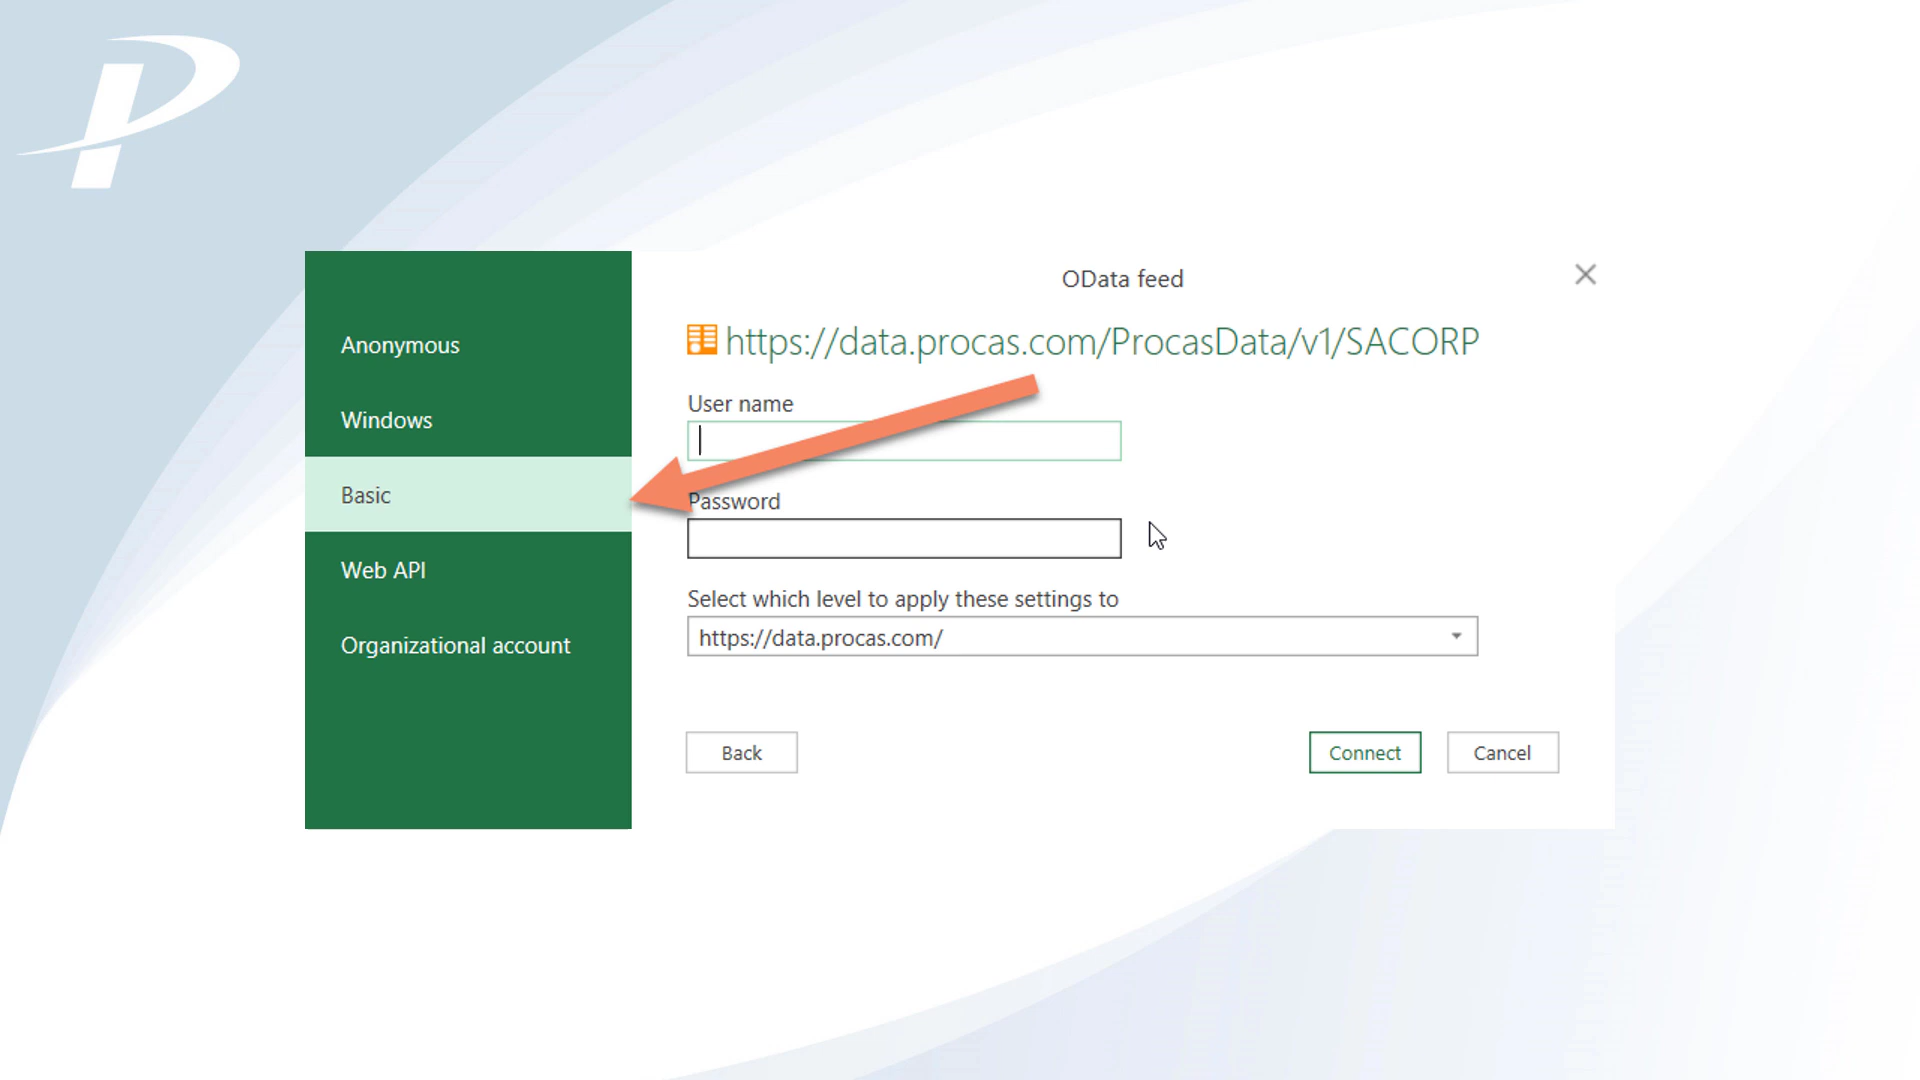 OData feed
Anonymous
Windows
Basic
Web API
Organizational account
https://data.procas.com/ProcasData/v1/SACORP
User name
Password
Select which level to apply these settings to
https://data.procas.com/
Back
Connect
Cancel